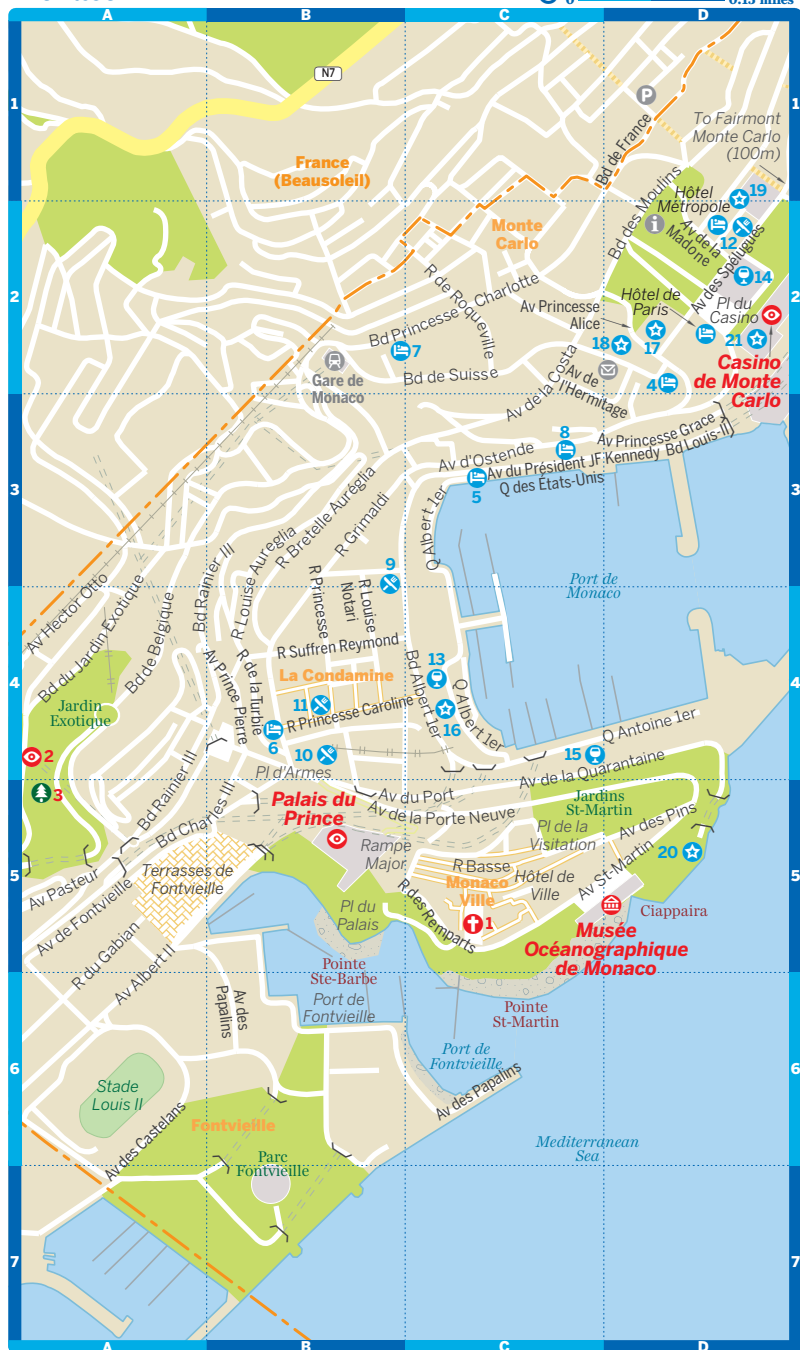 0
0.15 miles
A
B
C
D
1
N7
P
To Fairmont
Monte Carlo
(100m)
Bd de France
France
(Beausoleil)
19
Hôtel
Métropole
Bd des Moulins
Monte
Carlo
Av de la
Madone
12
Av des Spélugues
14
2
R de Roqueville
Bd Princesse Charlotte
Av Princesse
Alice
Hôtel de
Paris
Pl du
Casino
18
17
21
7
Gare de
Monaco
Bd de Suisse
Av de la Costa
Av de
l'Hermitage
4
Casino
de Monte
Carlo
8
Av Princesse Grace
Av d'Ostende
Av du Président JF Kennedy
Bd Louis-II
5
Q des États-Unis
3
R Bretelle Auréglia
R Grimaldi
Q Albert 1er
9
R Louise Aureglia
Bd Rainier III
R Princesse
R Louise
Notari
Port de
Monaco
Av Hector Otto
Bd du Jardin Exotique
Bd de Belgique
R Suffren Reymond
La Condamine
13
Bd Albert 1er
Q Albert 1er
4
Av Prince Pierre
R de la Turbie
Jardin
Exotique
11
R Princesse Caroline
16
6
10
Q Antoine 1er
15
2
Pl d'Armes
Av de la Quarantaine
3
Bd Rainier III
Bd Charles III
Palais du
Prince
Av du Port
Av de la Porte Neuve
Jardins
St-Martin
Av des Pins
Pl de la
Visitation
20
5
Terrasses de
Fontvieille
Rampe
Major
R Basse
Hôtel de
Ville
Av St-Martin
Av Pasteur
Monaco
Ville
Av de Fontvieille
Pl du
Palais
R des Remparts
1
Ciappaira
Musée
Océanographique
de Monaco
R du Gabian
Av Albert II
Pointe
Ste-Barbe
Av des
Papalins
Port de
Fontvieille
Pointe
St-Martin
6
Port de
Fontvieille
Av des Papalins
Stade
Louis II
Fontvieille
Av des Castelans
Mediterranean
Sea
Parc
Fontvieille
7
A
B
C
D
1
2
3
4
5
6
7